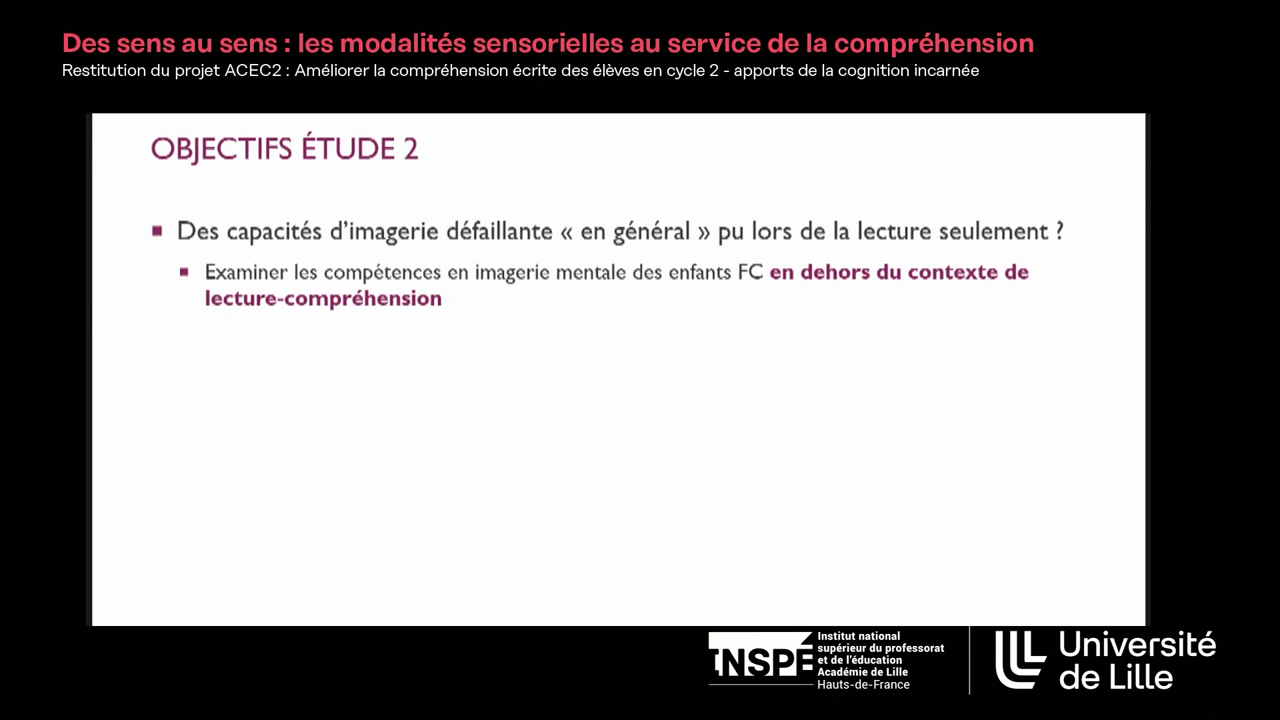 Des sens au sens : les modalités sensorielles au service de la compréhension
Restitution du projet ACEC2 : Améliorer la compréhension écrite des élèves en cycle 2 - apports de la cognition incarnée
OBJECTIFS ÉTUDE 2
Des capacités d'imagerie défaillante « en général » pu lors de la lecture seulement ?
Examiner les compétences en imagerie mentale des enfants FC en dehors du contexte de
lecture-compréhension
INSPÉ
Institut national
supérieur du professorat
et de l'éducation
Académie de Lille
Hauts-de-France
Université
de Lille